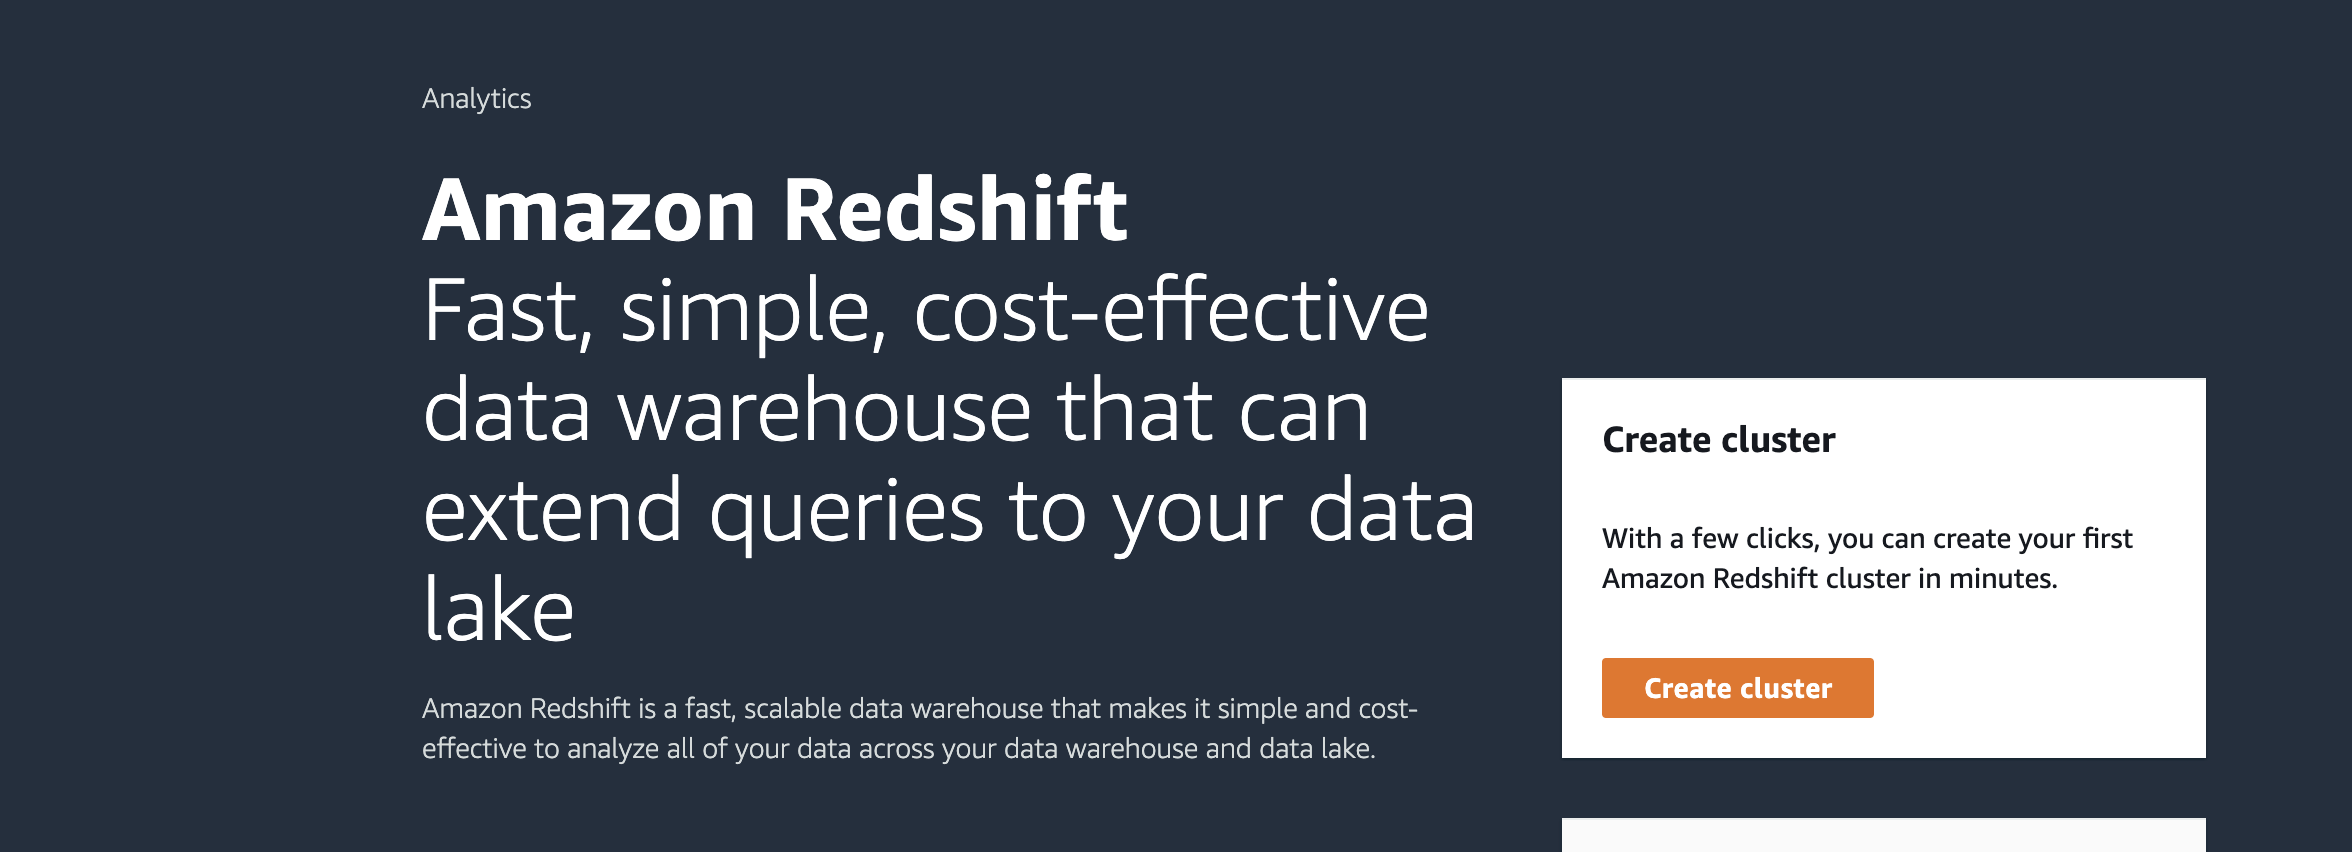 Analytics
Amazon Redshift
Fast, simple, cost-effective
data warehouse that can
extend queries to your data
lake
Amazon Redshift is a fast, scalable data warehouse that makes it simple and cost-
effective to analyze all of your data across your data warehouse and data lake.
Create cluster
With a few clicks, you can create your first
Amazon Redshift cluster in minutes.
Create cluster